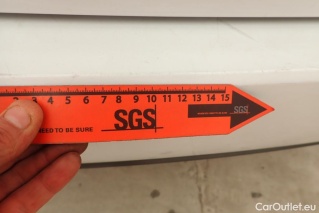 2 3 4 5 6 7 8 9 10 11 12 13 14 15
NEED TO BE SURE SGS
SGS
CarOutlet.eu